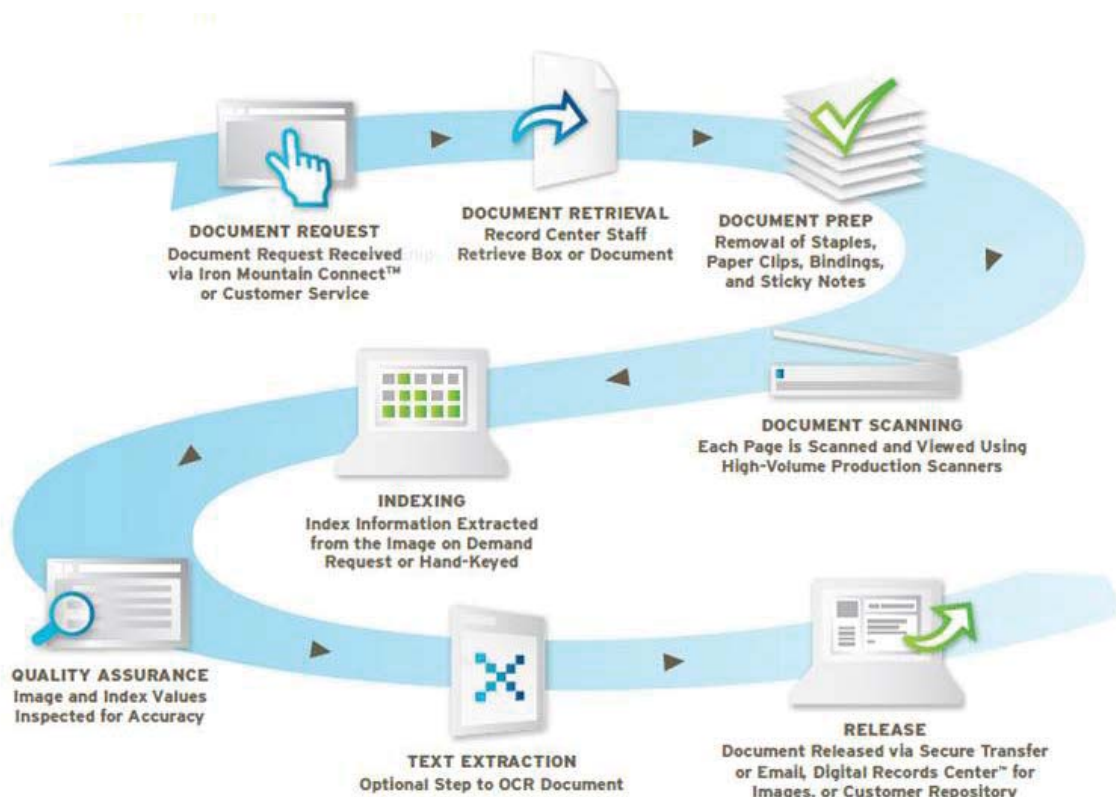 DOCUMENT REQUEST
Document Request Received
via Iron Mountain Connect™
or Customer Service
DOCUMENT RETRIEVAL
Record Center Staff
Retrieve Box or Document
DOCUMENT PREP
Removal of Staples,
Paper Clips, Bindings,
and Sticky Notes
DOCUMENT SCANNING
Each Page is Scanned and Viewed Using
High-Volume Production Scanners
INDEXING
Index Information Extracted
from the Image on Demand
Request or Hand-Keyed
QUALITY ASSURANCE
Image and Index Values
Inspected for Accuracy
TEXT EXTRACTION
Optional Step to OCR Document
RELEASE
Document Released via Secure Transfer
or Email, Digital Records Center™ for
Images, or Customer Repository